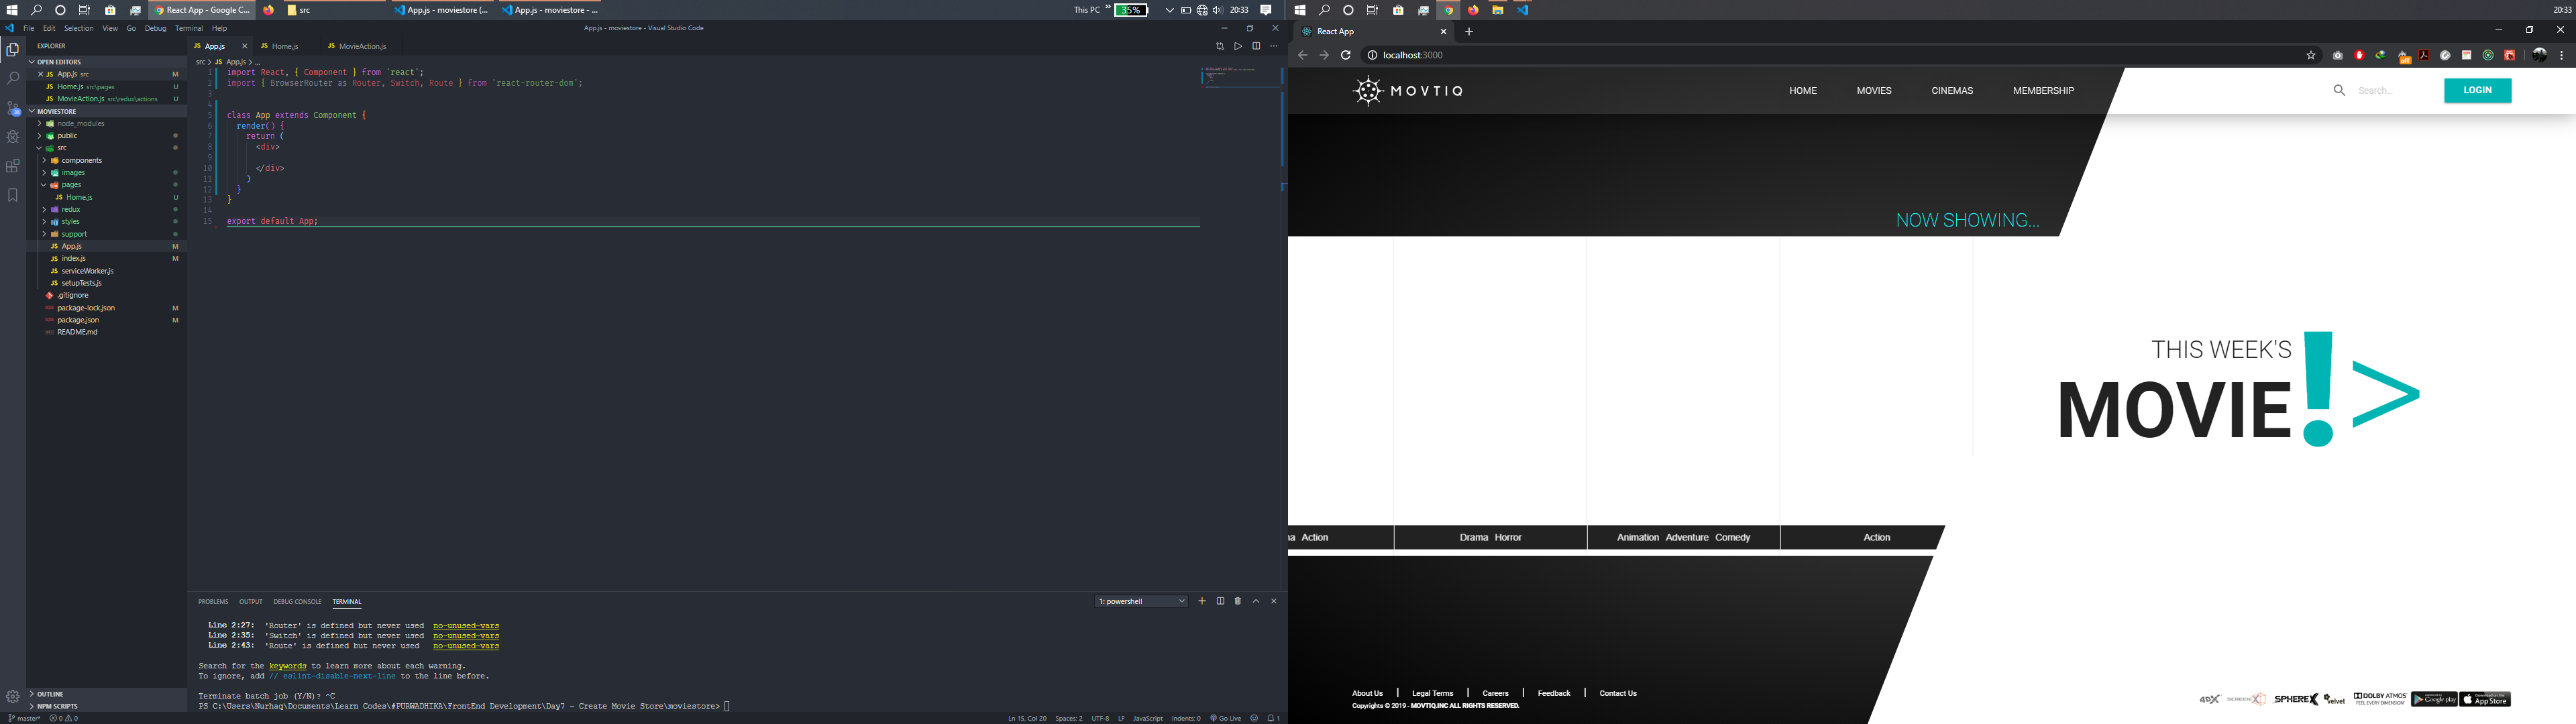 React App - Google C...
src
App.js - moviestore (...
App.js - moviestore - ...
This PC
35%
20:33
20:33
File Edit Selection View Go Debug Terminal Help
App.js - moviestore - Visual Studio Code
EXPLORER
OPEN EDITORS
App.js src M
Home.js src\pages U
MovieAction.js src\redux\actions U
MOVIESTORE
node_modules
public
src
components
images
pages
Home.js U
redux
styles
support
App.js M
index.js M
serviceWorker.js
setupTests.js
.gitignore
package-lock.json M
package.json M
README.md
OUTLINE
NPM SCRIPTS
App.js
Home.js
MovieAction.js
src > JS App.js > ...
1 import React, { Component } from 'react';
2 import { BrowserRouter as Router, Switch, Route } from 'react-router-dom';
3
4
5 class App extends Component {
6 render() {
7 return (
8 <div>
9
10 </div>
11 )
12 }
13 }
14
15 export default App;
PROBLEMS OUTPUT DEBUG CONSOLE TERMINAL
1: powershell
Line 2:27: 'Router' is defined but never used no-unused-vars
Line 2:35: 'Switch' is defined but never used no-unused-vars
Line 2:43: 'Route' is defined but never used no-unused-vars
Search for the keywords to learn more about each warning.
To ignore, add // eslint-disable-next-line to the line before.
Terminate batch job (Y/N)? ^C
PS C:\Users\Nurhaq\Documents\Learn Codes\#PURWADHIKA\FrontEnd Development\Day7 - Create Movie Store\moviestore>
master* 0 0
Ln 15, Col 20 Spaces: 2 UTF-8 LF JavaScript Indents: 0 Go Live 1
React App
localhost:3000
off
MOVTIQ
HOME MOVIES CINEMAS MEMBERSHIP
Search...
LOGIN
NOW SHOWING...
THIS WEEK'S
MOVIE!>
Action
Drama Horror
Animation Adventure Comedy
Action
About Us | Legal Terms | Careers | Feedback | Contact Us
Copyrights © 2019 - MOVTIQ.INC ALL RIGHTS RESERVED.
4DX
SCREENX
SPHEREX
velvet
DOLBY ATMOS
FEEL EVERY DIMENSION
Google play
App Store